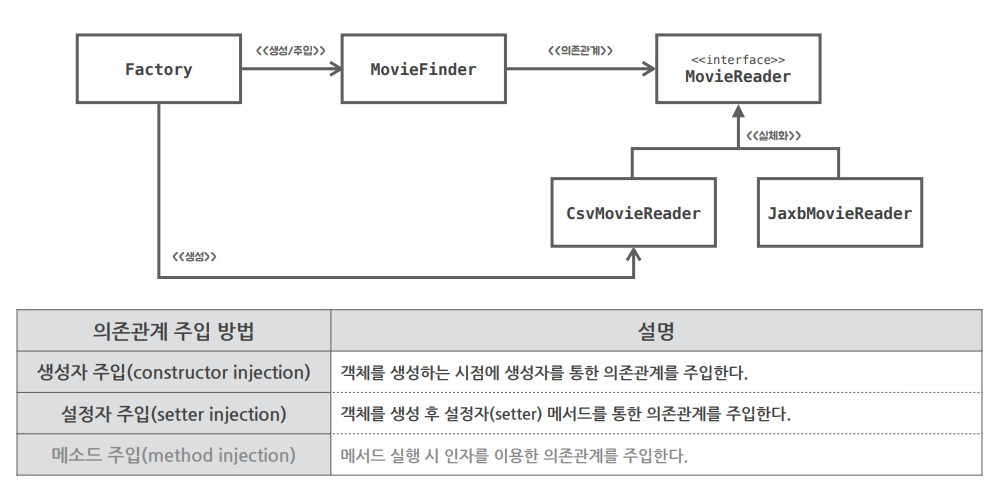 <<생성/주입>>
<<의존관계>>
Factory
MovieFinder
<<interface>>
MovieReader
<<실체화>>
CsvMovieReader
JaxbMovieReader
<<생성>>
의존관계 주입 방법
설명
생성자 주입(constructor injection)
객체를 생성하는 시점에 생성자를 통한 의존관계를 주입한다.
설정자 주입(setter injection)
객체를 생성 후 설정자(setter) 메서드를 통한 의존관계를 주입한다.
메소드 주입(method injection)
메서드 실행 시 인자를 이용한 의존관계를 주입한다.